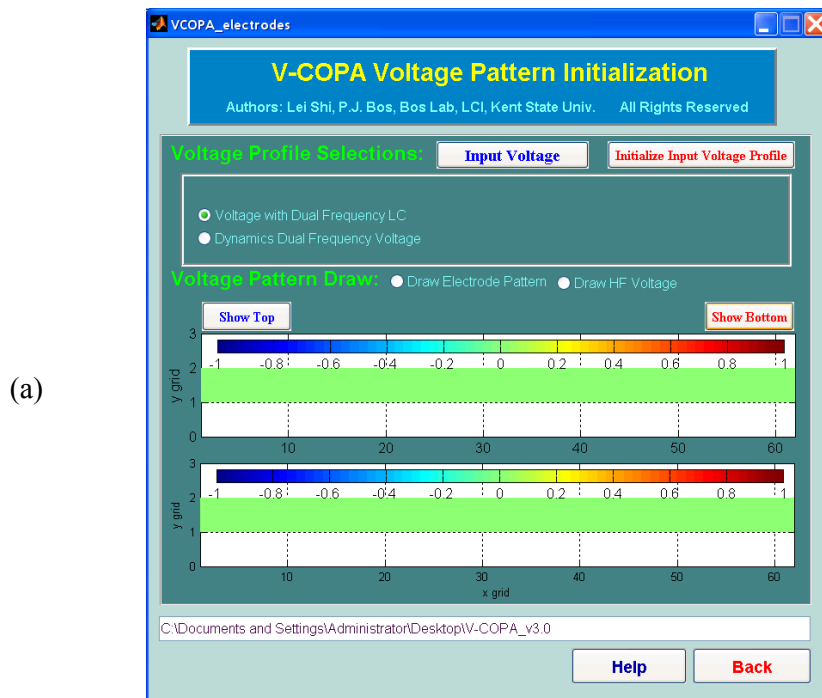 VCOPA_electrodes
V-COPA Voltage Pattern Initialization
Authors: Lei Shi, P.J. Bos, Bos Lab, LCI, Kent State Univ. All Rights Reserved
Voltage Profile Selections: Input Voltage Initialize Input Voltage Profile
Voltage with Dual Frequency LC
Dynamics Dual Frequency Voltage
Voltage Pattern Draw: Draw Electrode Pattern Draw HF Voltage
Show Top Show Bottom
3
-1 -0.8 -0.6 -0.4 -0.2 0 0.2 0.4 0.6 0.8 1
2
y grid
(a)
1
0
10 20 30 40 50 60
3
-1 -0.8 -0.6 -0.4 -0.2 0 0.2 0.4 0.6 0.8 1
2
y grid
1
0
10 20 30 40 50 60
x grid
C:\Documents and Settings\Administrator\Desktop\V-COPA_v3.0
Help Back